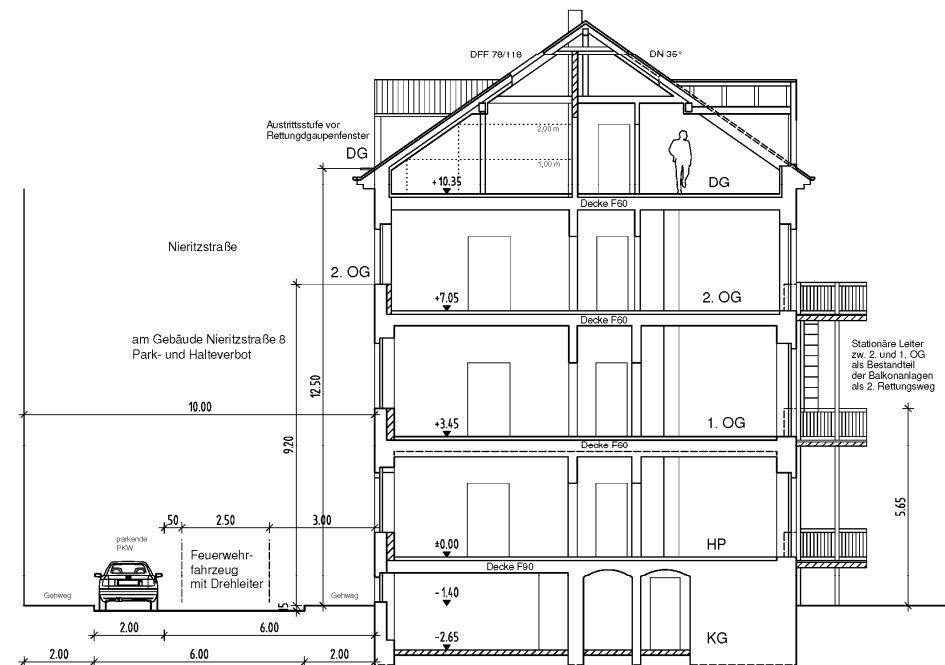 DFF 78/118
DN 35°
Austrittsstufe vor
Rettungdgaupenfenster
DG
2,00 m
1,00 m
+10.35
DG
Decke F60
Nieritzstraße
2. OG
+7.05
2. OG
Decke F60
am Gebäude Nieritzstraße 8
Park- und Halteverbot
Stationäre Leiter
zw. 2. und 1. OG
als Bestandteil
der Balkonanlagen
als 2. Rettungsweg
12.50
10.00
9.20
+3.45
1. OG
Decke F60
5.65
50
2.50
3.00
parkende
PKW
Feuerwehr-
fahrzeug
mit Drehleiter
±0.00
HP
Decke F90
Gehweg
Gehweg
15
-1.40
2.00
6.00
-2.65
KG
2.00
6.00
2.00